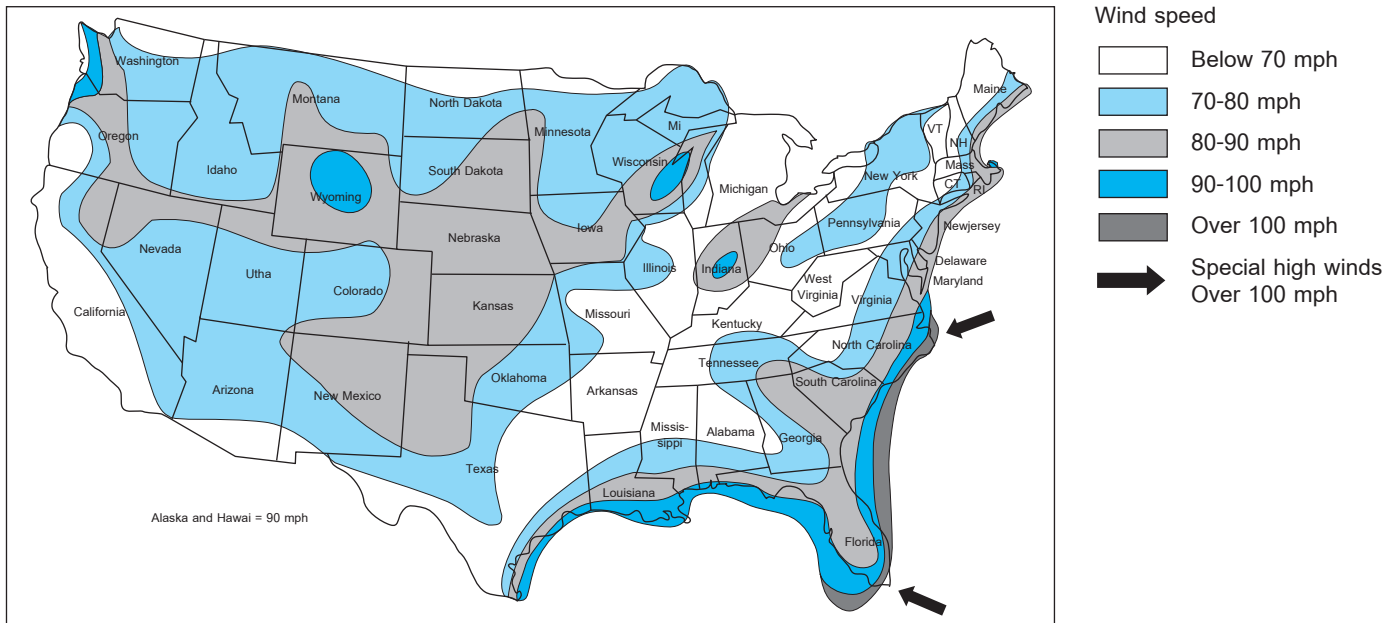 Wind speed
Below 70 mph
70-80 mph
80-90 mph
90-100 mph
Over 100 mph
Special high winds
Over 100 mph
Washington
Montana
North Dakota
Minnesota
Mi
Maine
VT
NH
Oregon
Idaho
Wyoming
South Dakota
Wisconsin
Michigan
New York
Mass
CT
RI
Nevada
Utha
Colorado
Nebraska
Iowa
Illinois
Indiana
Ohio
Pennsylvania
Newjersey
Delaware
Maryland
West
Virginia
Virginia
California
Kansas
Missouri
Kentucky
North Carolina
Tennessee
South Carolina
Arizona
New Mexico
Oklahoma
Arkansas
Missis-
sippi
Alabama
Georgia
Texas
Louisiana
Florida
Alaska and Hawai = 90 mph